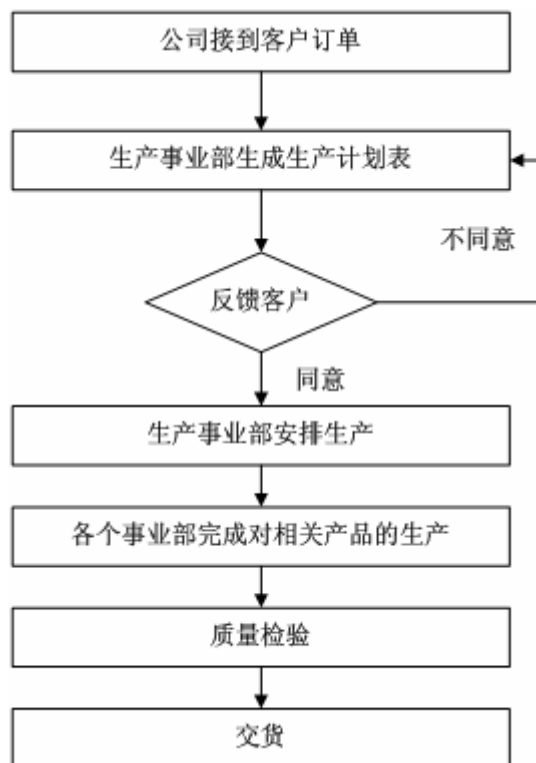 公司接到客户订单
生产事业部生成生产计划表
不同意
反馈客户
同意
生产事业部安排生产
各个事业部完成对相关产品的生产
质量检验
交货